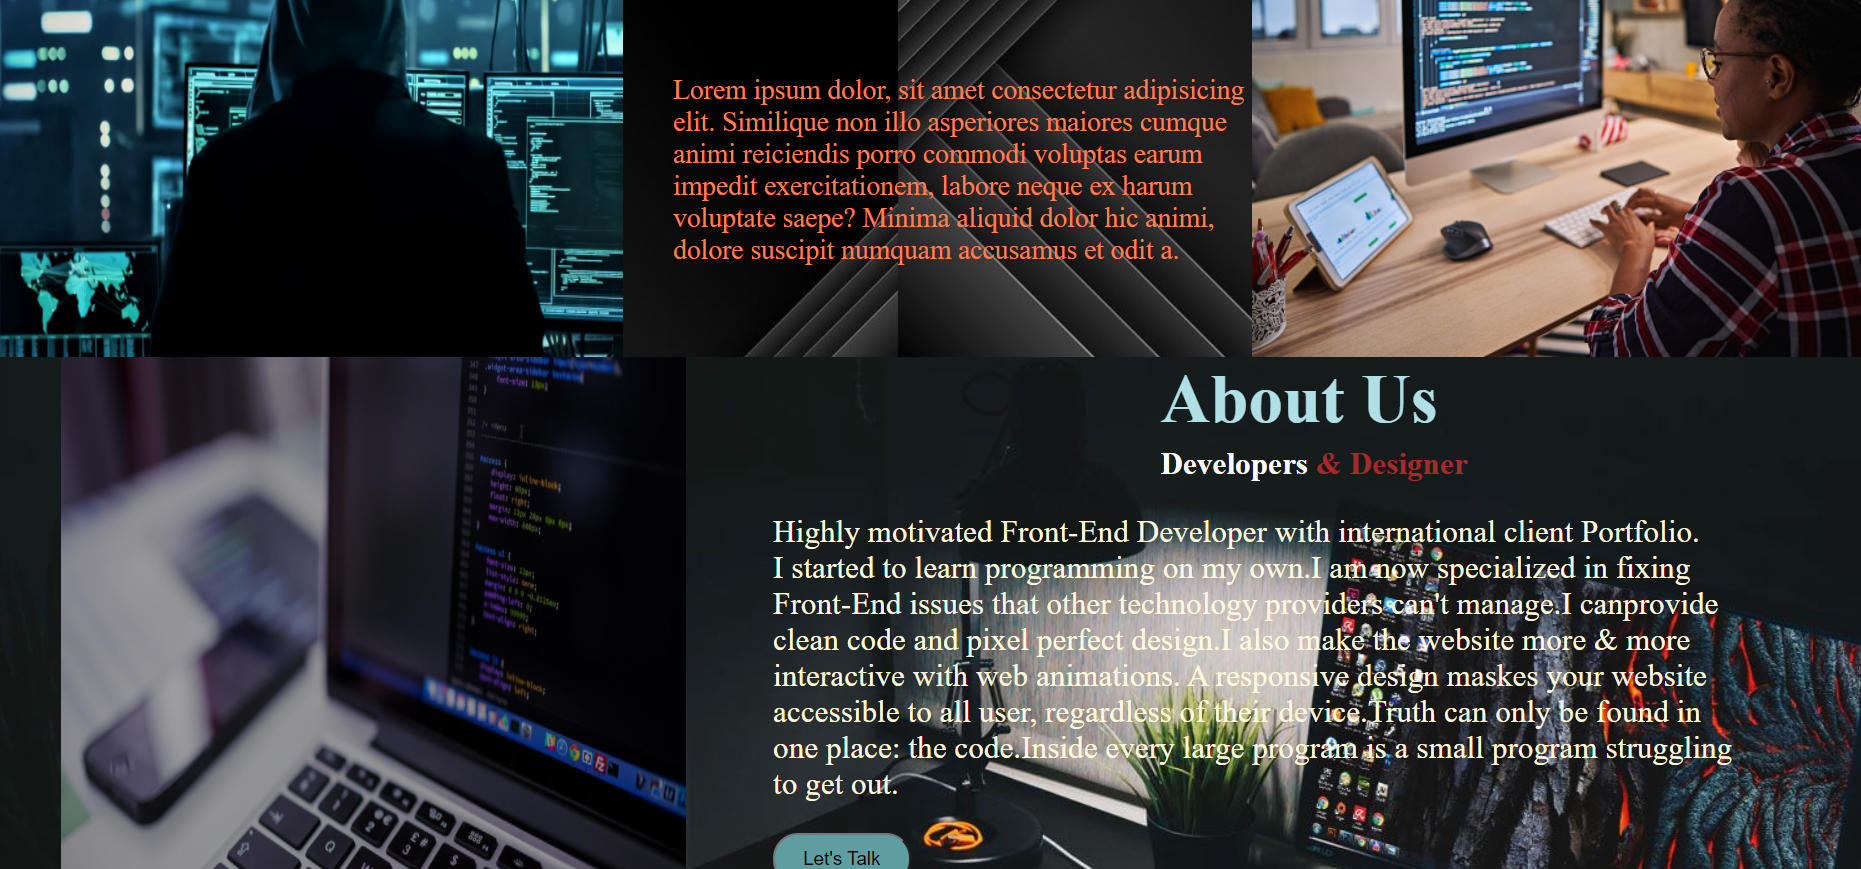 Lorem ipsum dolor, sit amet consectetur adipisicing
elit. Similique non illo asperiores maiores cumque
animi reiciendis porro commodi voluptas earum
impedit exercitationem, labore neque ex harum
voluptate saepe? Minima aliquid dolor hic animi,
dolore suscipit numquam accusamus et odit a.
About Us
Developers & Designer
Highly motivated Front-End Developer with international client Portfolio.
I started to learn programming on my own.I am now specialized in fixing
Front-End issues that other technology providers can't manage.I canprovide
clean code and pixel perfect design.I also make the website more & more
interactive with web animations. A responsive design maskes your website
accessible to all user, regardless of their device.Truth can only be found in
one place: the code.Inside every large program is a small program struggling
to get out.
Let's Talk